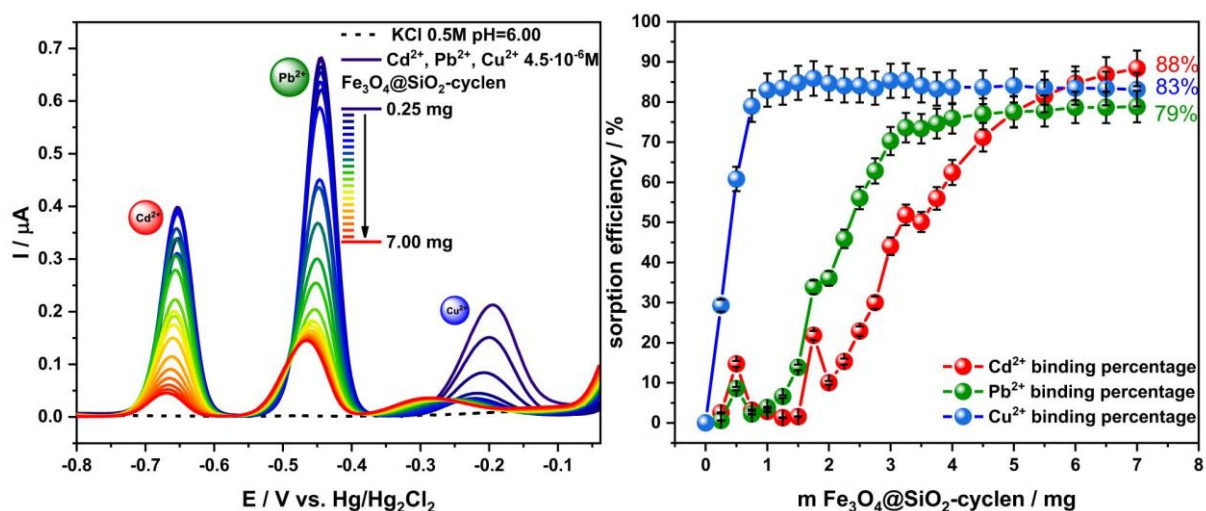 KCl 0.5M pH=6.00
Cd²⁺, Pb²⁺, Cu²⁺ 4.5·10⁻⁶M
Fe₃O₄@SiO₂-cyclen
0.25 mg
7.00 mg
Pb²⁺
Cd²⁺
Cu²⁺
0.7
0.6
0.5
0.4
0.3
0.2
0.1
0.0
I / µA
-0.8 -0.7 -0.6 -0.5 -0.4 -0.3 -0.2 -0.1
E / V vs. Hg/Hg₂Cl₂
100
90
80
70
60
50
40
30
20
10
0
sorption efficiency / %
88%
83%
79%
Cd²⁺ binding percentage
Pb²⁺ binding percentage
Cu²⁺ binding percentage
0 1 2 3 4 5 6 7 8
m Fe₃O₄@SiO₂-cyclen / mg